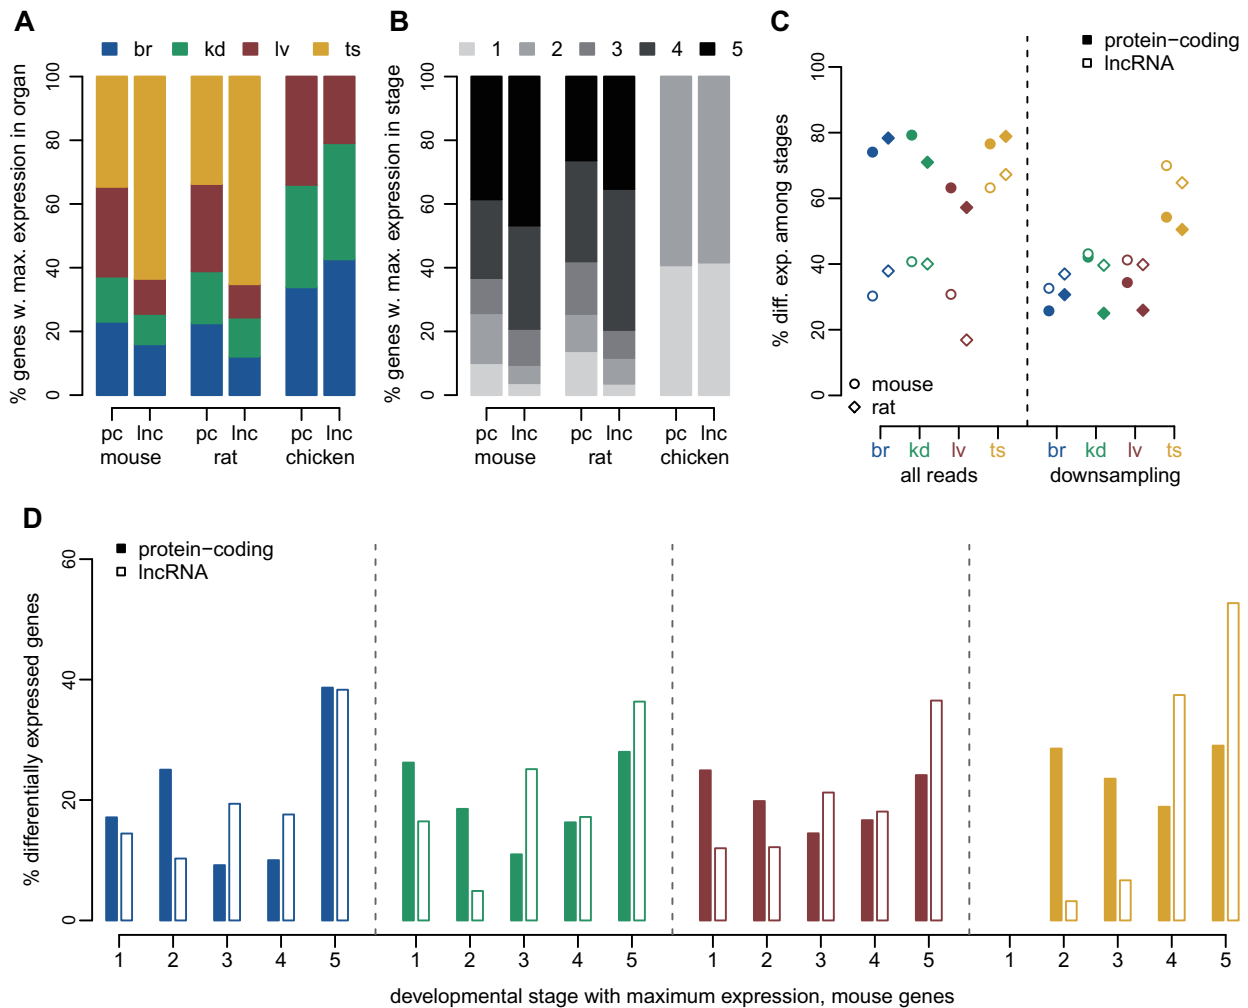 A
br kd lv ts
% genes w. max. expression in organ
100
80
60
40
20
0
pc lnc pc lnc pc lnc
mouse rat chicken
B
1 2 3 4 5
% genes w. max. expression in stage
100
80
60
40
20
0
pc lnc pc lnc pc lnc
mouse rat chicken
C
protein−coding
lncRNA
% diff. exp. among stages
100
80
60
40
20
0
mouse
rat
br kd lv ts br kd lv ts
all reads downsampling
D
protein−coding
lncRNA
% differentially expressed genes
60
40
20
0
1 2 3 4 5 1 2 3 4 5 1 2 3 4 5 1 2 3 4 5
developmental stage with maximum expression, mouse genes